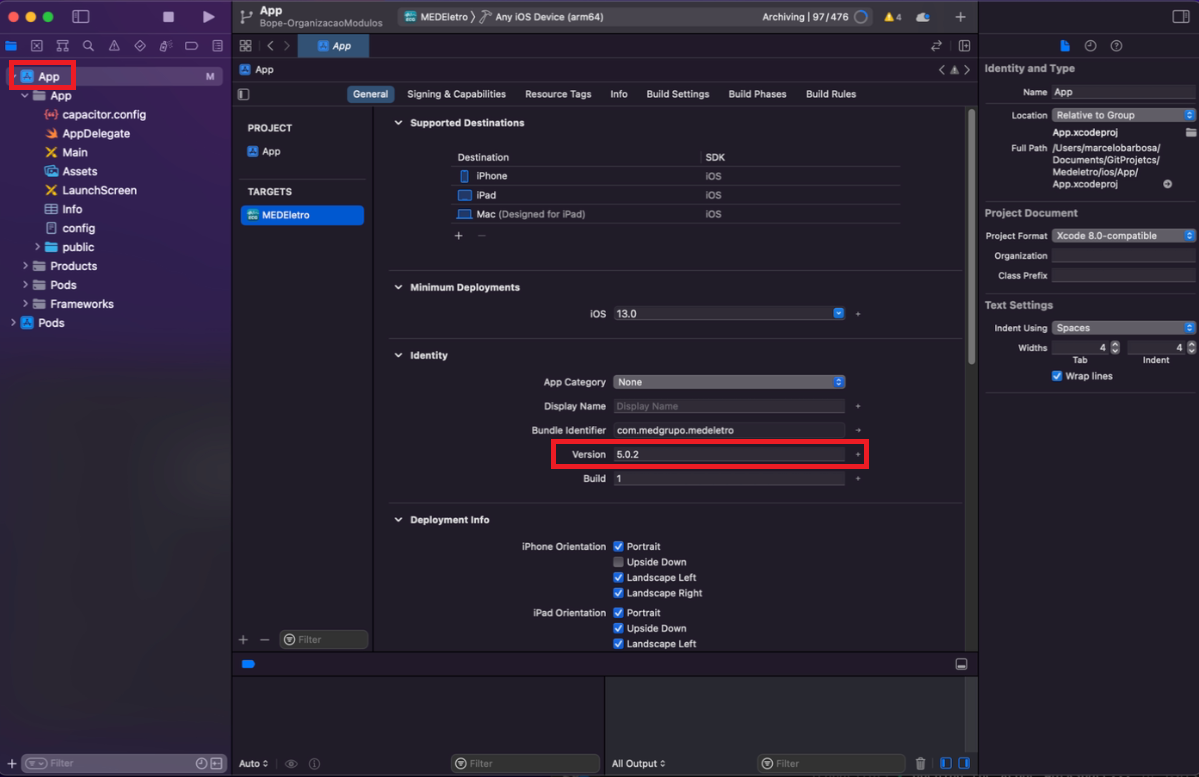 App
Bope-OrganizacaoModulos
MEDEletro
Any iOS Device (arm64)
Archiving | 97/476
4
App
App
App
M
App
capacitor.config
AppDelegate
Main
Assets
LaunchScreen
Info
config
public
Products
Pods
Frameworks
Pods
Filter
General
Signing & Capabilities
Resource Tags
Info
Build Settings
Build Phases
Build Rules
PROJECT
App
TARGETS
MEDEletro
Filter
Supported Destinations
Destination SDK
iPhone iOS
iPad iOS
Mac (Designed for iPad) iOS
Minimum Deployments
iOS 13.0
Identity
App Category None
Display Name Display Name
Bundle Identifier com.medgrupo.medeletro
Version 5.0.2
Build 1
Deployment Info
iPhone Orientation Portrait
Upside Down
Landscape Left
Landscape Right
iPad Orientation Portrait
Upside Down
Landscape Left
Auto
Filter
All Output
Filter
Identity and Type
Name App
Location Relative to Group
App.xcodeproj
Full Path /Users/marcelobarbosa/
Documents/GitProjetcs/
Medeletro/ios/App/
App.xcodeproj
Project Document
Project Format Xcode 8.0-compatible
Organization
Class Prefix
Text Settings
Indent Using Spaces
Widths 4 4
Tab Indent
Wrap lines